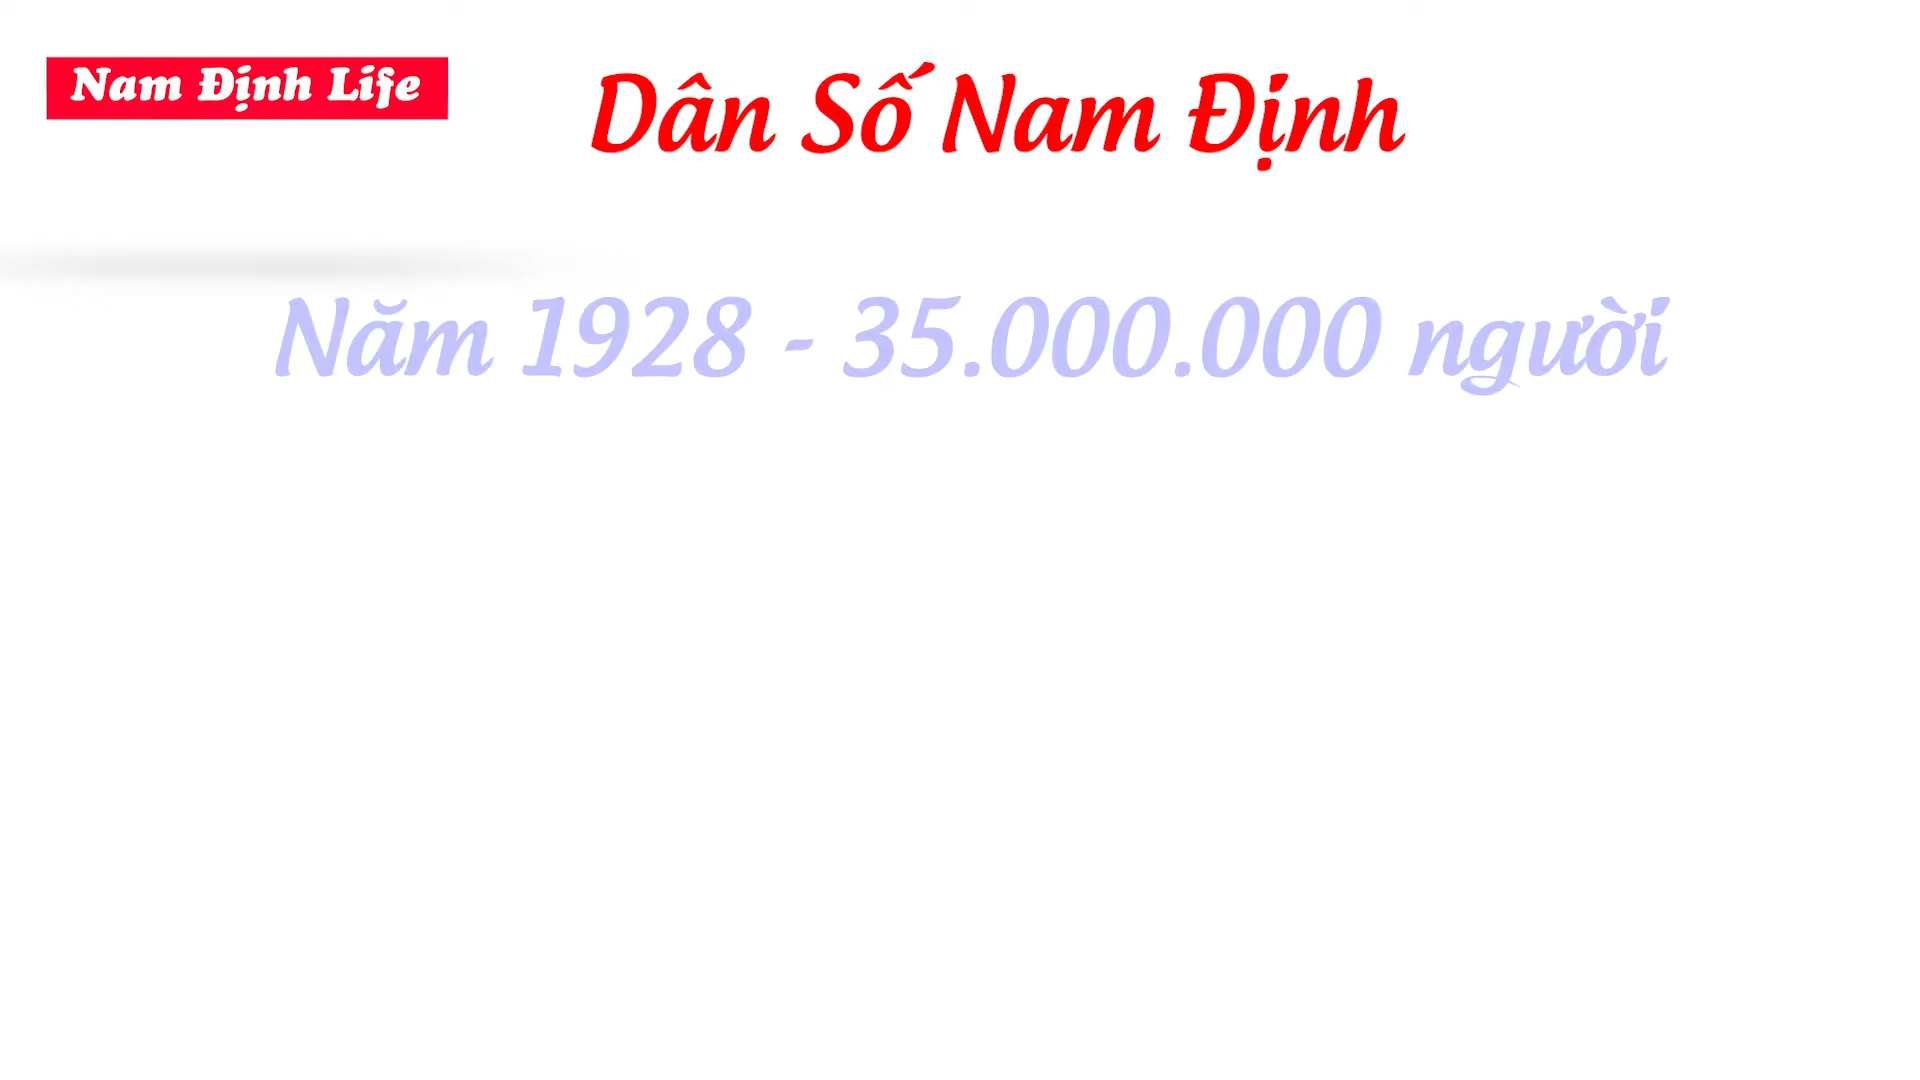 Nam Định Life
Dân Số Nam Định
Năm 1928 - 35.000.000 người